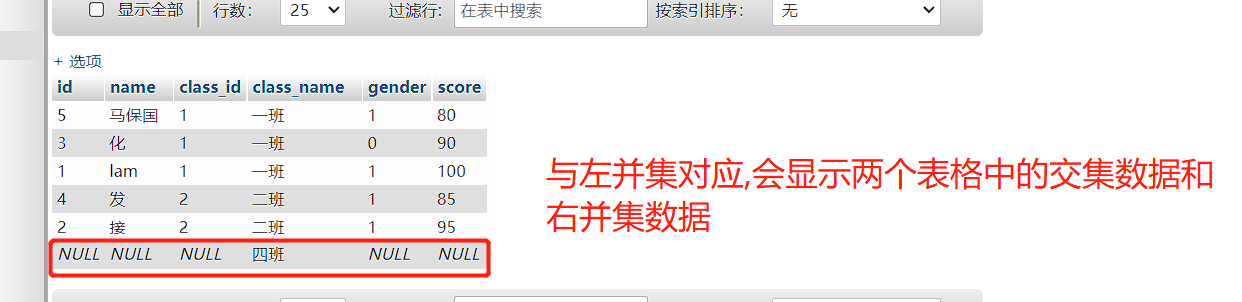 显示全部 行数： 25 过滤行: 在表中搜索 按索引排序: 无
+ 选项
id name class_id class_name gender score
5 马保国 1 一班 1 80
3 化 1 一班 0 90
1 lam 1 一班 1 100
4 发 2 二班 1 85
2 接 2 二班 1 95
NULL NULL NULL 四班 NULL NULL
与左并集对应,会显示两个表格中的交集数据和
右并集数据